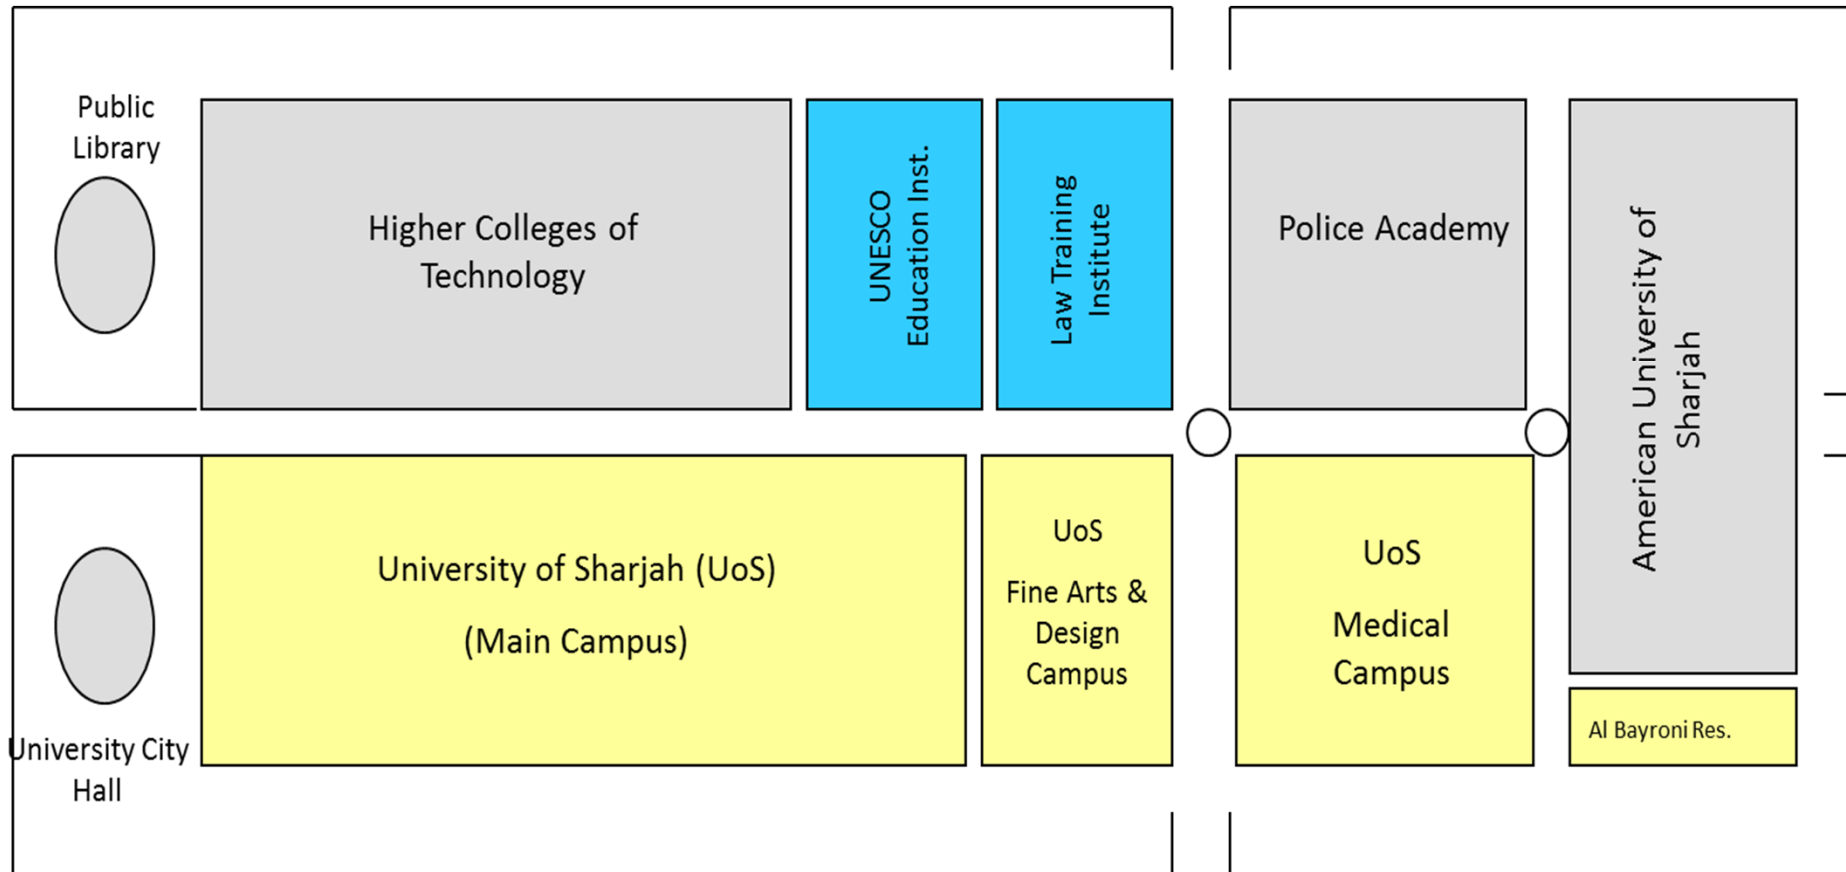 Public
Library
Higher Colleges of
Technology
UNESCO
Education Inst.
Law Training
Institute
Police Academy
American University of
Sharjah
University of Sharjah (UoS)
(Main Campus)
UoS
Fine Arts &
Design
Campus
UoS
Medical
Campus
Al Bayroni Res.
University City
Hall